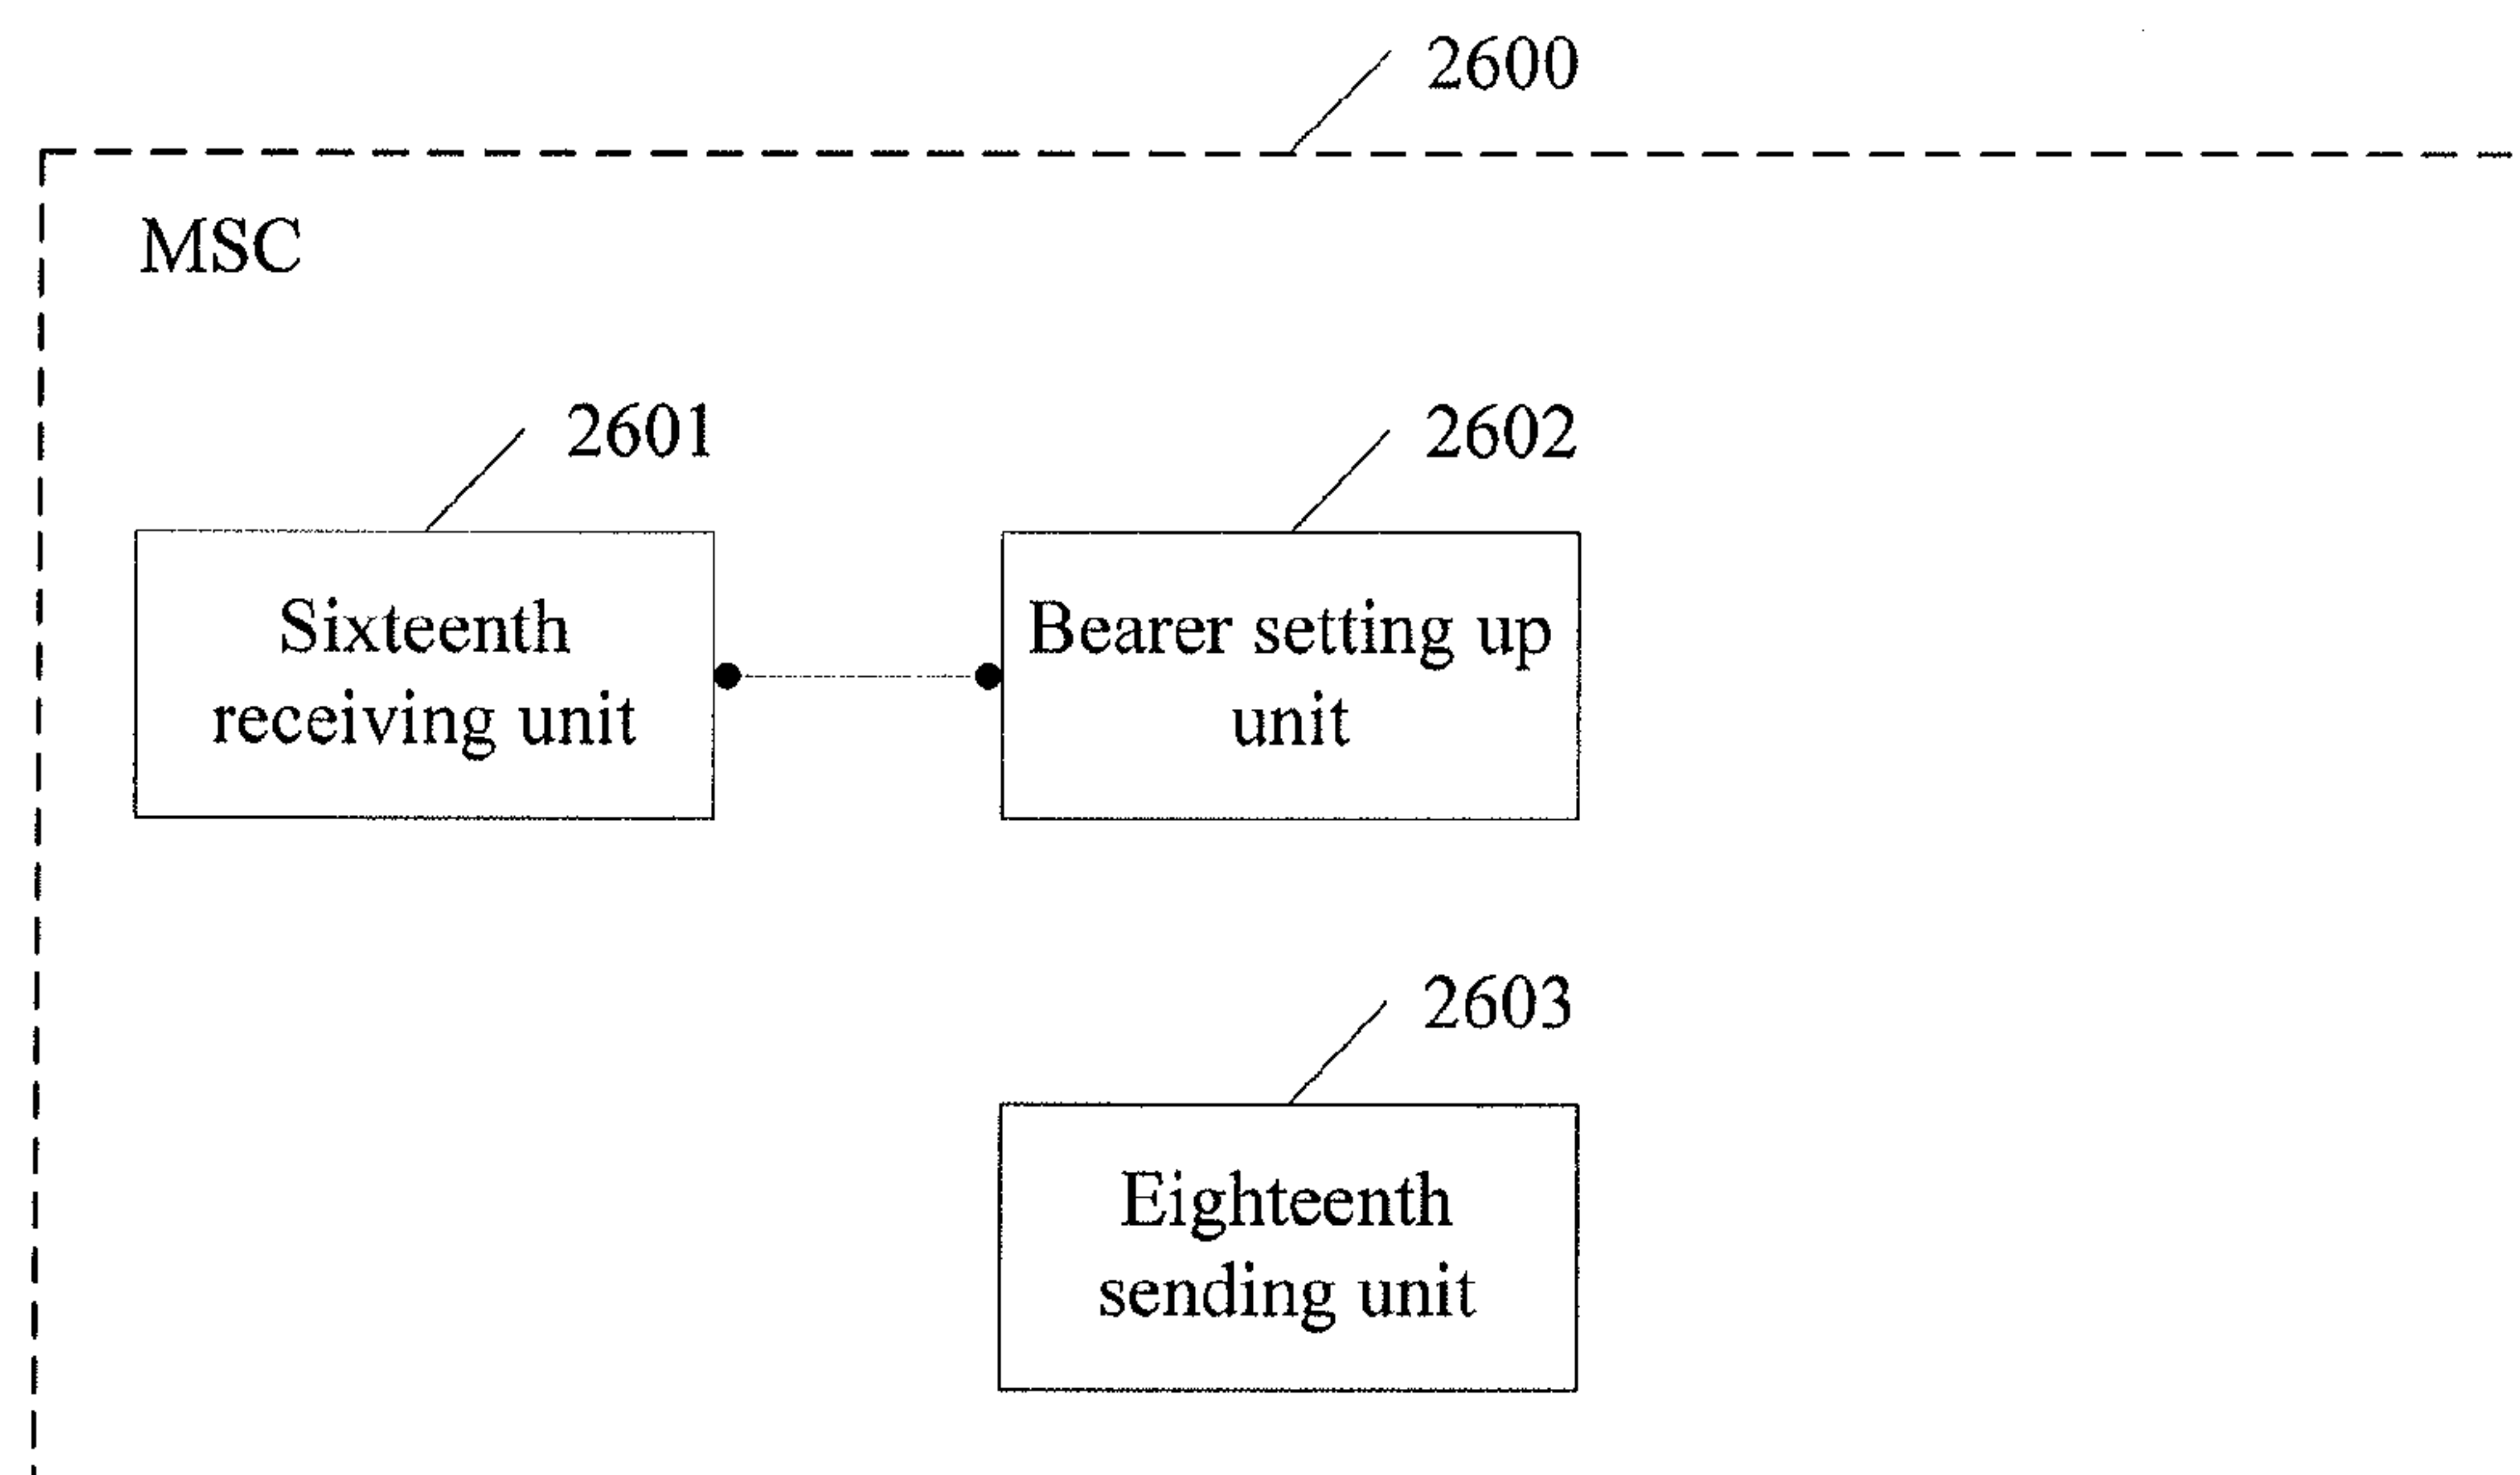 2600
MSC
2601
2602
Sixteenth
receiving unit
Bearer setting up
unit
2603
Eighteenth
sending unit